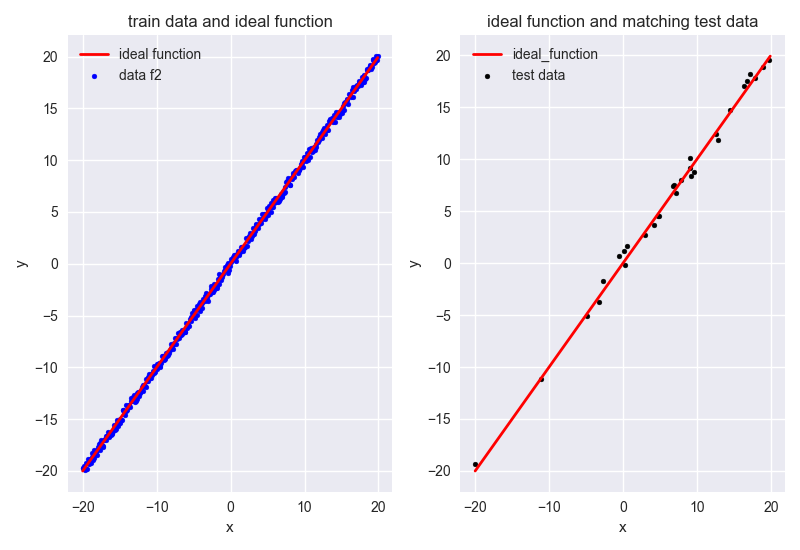 train data and ideal function
ideal function
data f2
20
15
10
5
0
−5
−10
−15
−20
y
−20 −10 0 10 20
x
ideal function and matching test data
ideal_function
test data
20
15
10
5
0
−5
−10
−15
−20
y
−20 −10 0 10 20
x